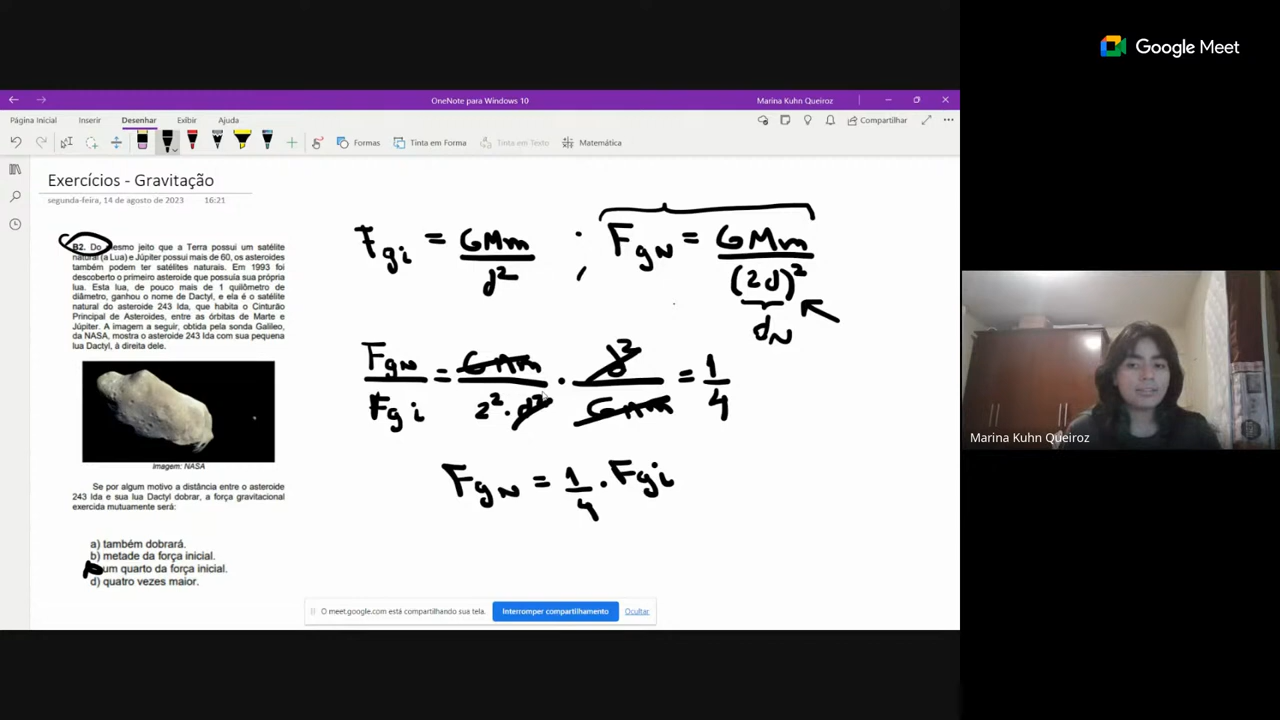 Google Meet
OneNote para Windows 10
Marina Kuhn Queiroz
Página Inicial Inserir Desenhar Exibir Ajuda
Compartilhar
Formas Tinta em Forma Tinta em Texto Matemática
Exercícios - Gravitação
segunda-feira, 14 de agosto de 2023 16:21
B2. Do mesmo jeito que a Terra possui um satélite
natural (a Lua) e Júpiter possui mais de 60, os asteroides
também podem ter satélites naturais. Em 1993 foi
descoberto o primeiro asteroide que possuía sua própria
lua. Esta lua, de pouco mais de 1 quilômetro de
diâmetro, ganhou o nome de Dactyl, e ela é o satélite
natural do asteroide 243 Ida, que habita o Cinturão
Principal de Asteroides, entre as órbitas de Marte e
Júpiter. A imagem a seguir, obtida pela sonda Galileo,
da NASA, mostra o asteroide 243 Ida com sua pequena
lua Dactyl, à direita dele.
Imagem: NASA
Se por algum motivo a distância entre o asteroide
243 Ida e sua lua Dactyl dobrar, a força gravitacional
exercida mutuamente será:
a) também dobrará.
b) metade da força inicial.
um quarto da força inicial.
d) quatro vezes maior.
Fgi = GMm / d² ; FgN = GMm / (2d)²
dN
FgN / Fgi = GMm / 2² · d² · d² / GMm = 1/4
FgN = 1/4 · Fgi
O meet.google.com está compartilhando sua tela. Interromper compartilhamento Ocultar
Marina Kuhn Queiroz